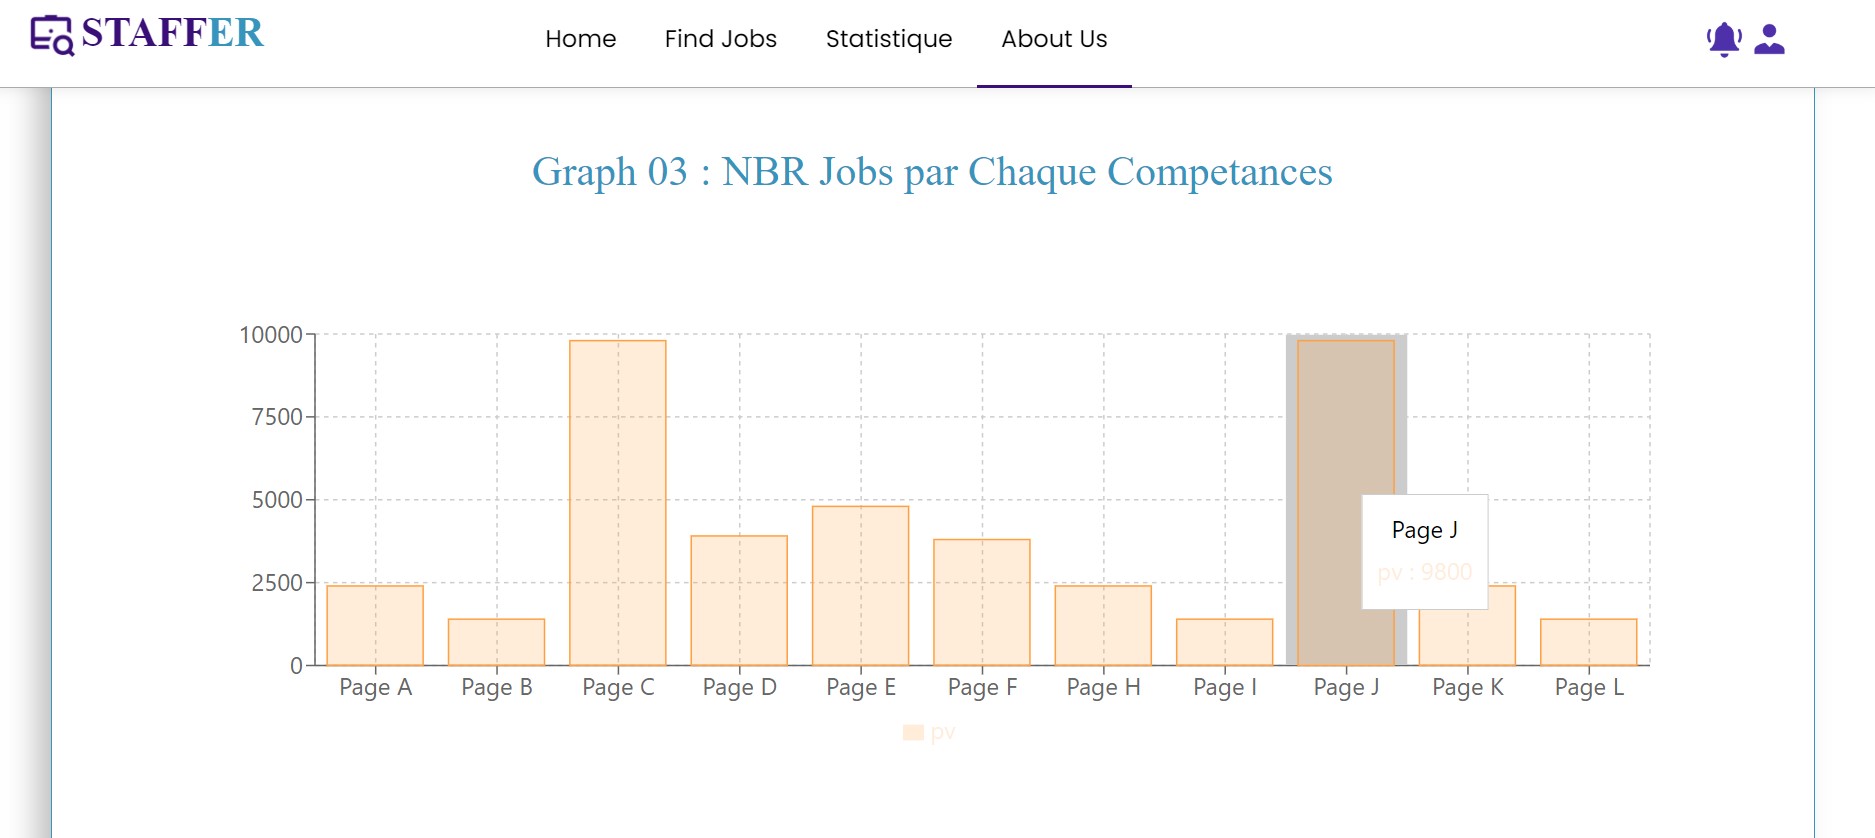 STAFFER
Home Find Jobs Statistique About Us
Graph 03 : NBR Jobs par Chaque Competances
10000
7500
5000
2500
0
Page J
pv : 9800
Page A Page B Page C Page D Page E Page F Page H Page I Page J Page K Page L
pv